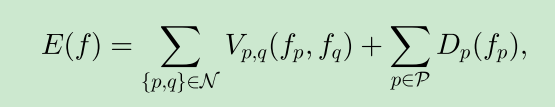 E(f) = \sum_{\{p,q\} \in \mathcal{N}} V_{p,q}(f_p, f_q) + \sum_{p \in \mathcal{P}} D_p(f_p),